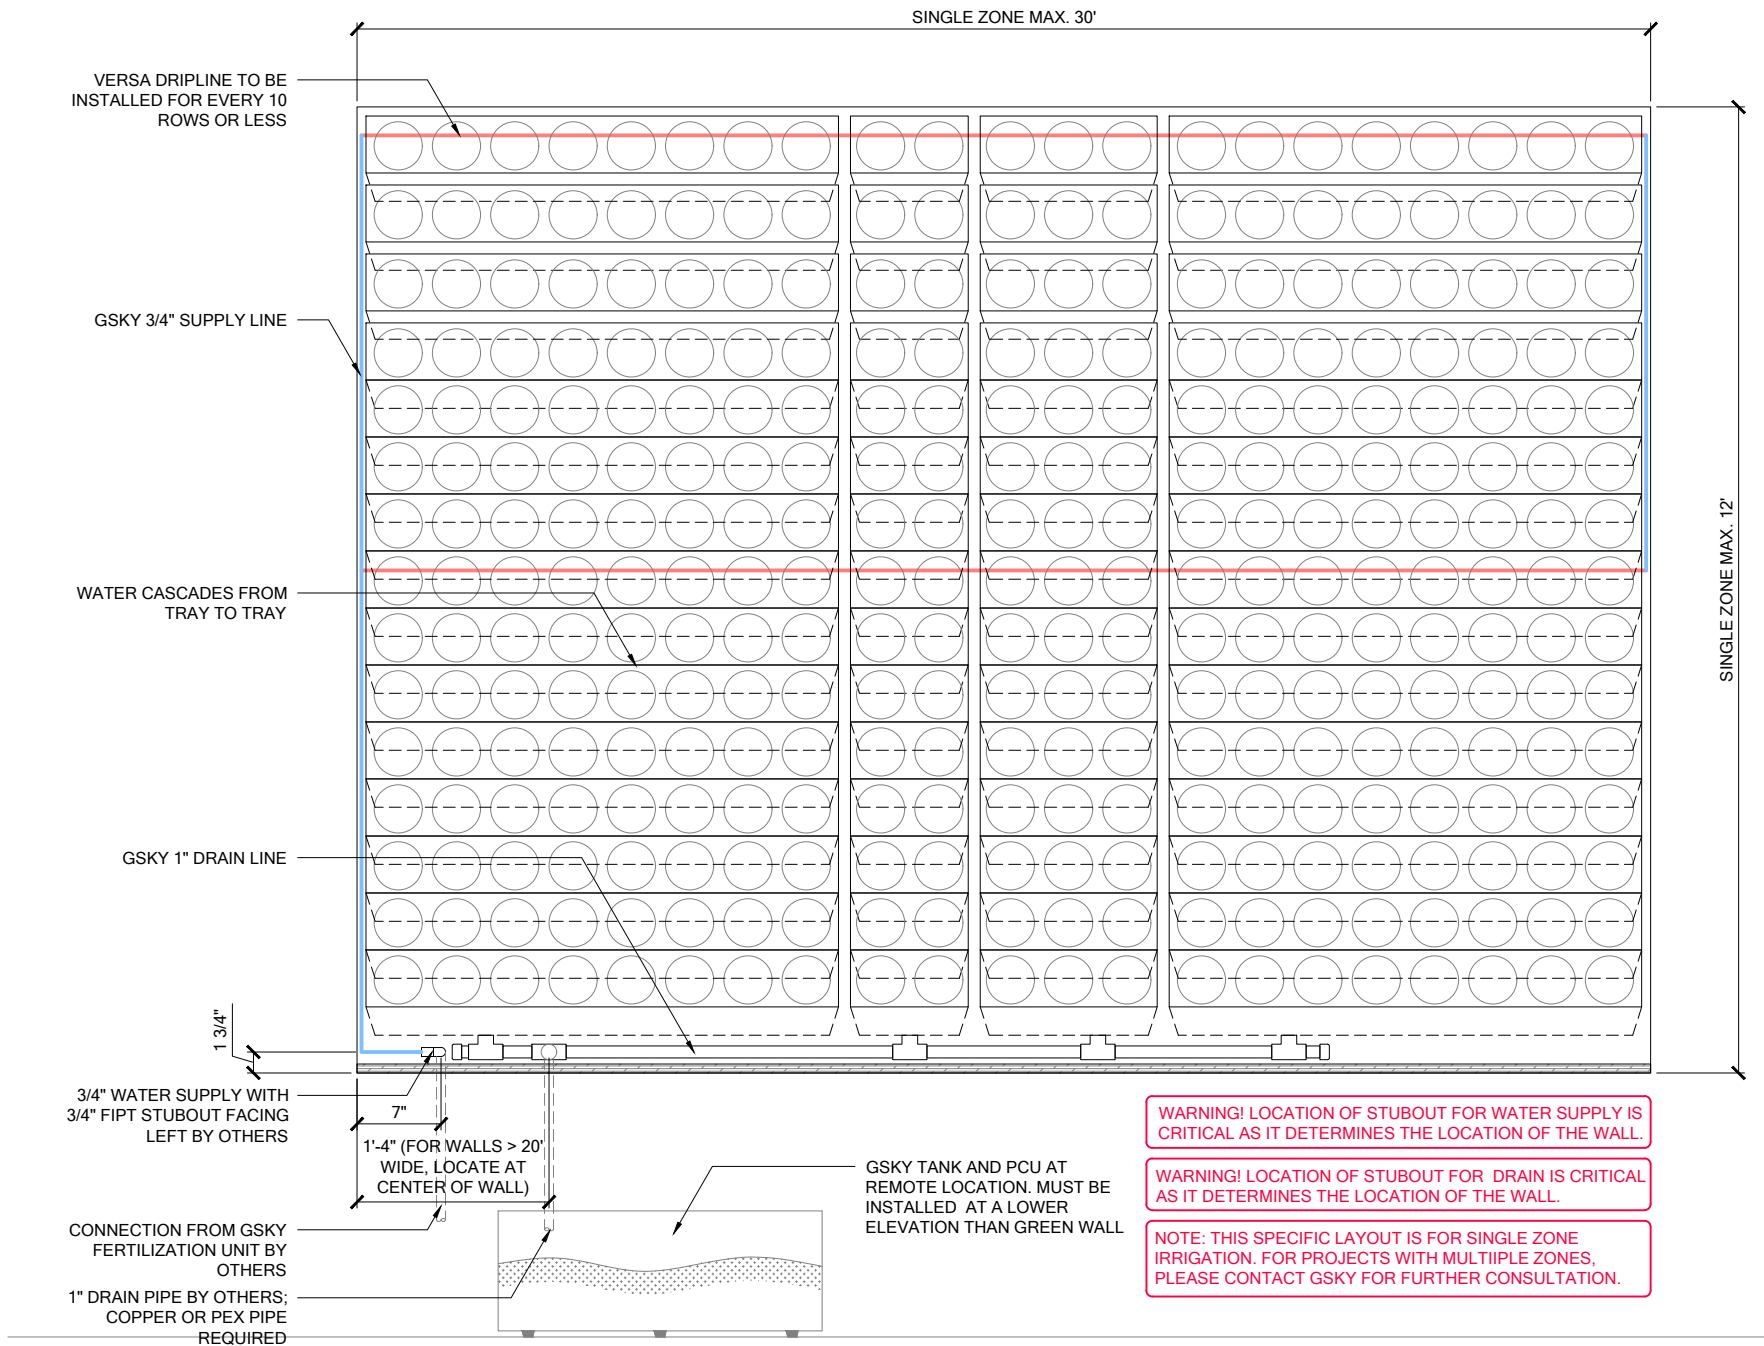 SINGLE ZONE MAX. 30'
VERSA DRIPLINE TO BE
INSTALLED FOR EVERY 10
ROWS OR LESS
GSKY 3/4" SUPPLY LINE
SINGLE ZONE MAX. 12'
WATER CASCADES FROM
TRAY TO TRAY
GSKY 1" DRAIN LINE
1 3/4"
3/4" WATER SUPPLY WITH
3/4" FIPT STUBOUT FACING
LEFT BY OTHERS
7"
1'-4" (FOR WALLS > 20'
WIDE, LOCATE AT
CENTER OF WALL)
CONNECTION FROM GSKY
FERTILIZATION UNIT BY
OTHERS
1" DRAIN PIPE BY OTHERS;
COPPER OR PEX PIPE
REQUIRED
GSKY TANK AND PCU AT
REMOTE LOCATION. MUST BE
INSTALLED AT A LOWER
ELEVATION THAN GREEN WALL
WARNING! LOCATION OF STUBOUT FOR WATER SUPPLY IS
CRITICAL AS IT DETERMINES THE LOCATION OF THE WALL.
WARNING! LOCATION OF STUBOUT FOR DRAIN IS CRITICAL
AS IT DETERMINES THE LOCATION OF THE WALL.
NOTE: THIS SPECIFIC LAYOUT IS FOR SINGLE ZONE
IRRIGATION. FOR PROJECTS WITH MULTIIPLE ZONES,
PLEASE CONTACT GSKY FOR FURTHER CONSULTATION.